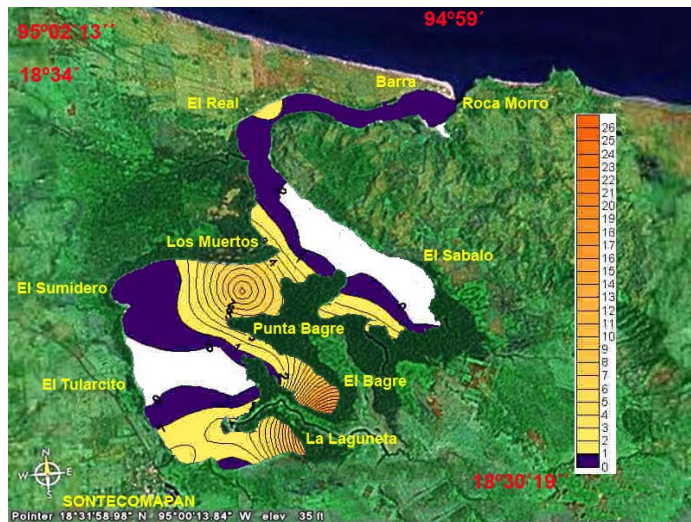 95º02´13´´
94º59´
18º34´
Barra
El Real
Roca Morro
26
25
24
23
22
21
20
19
18
17
16
15
14
13
12
11
10
9
8
7
6
5
4
3
2
1
0
Los Muertos
El Sabalo
El Sumidero
Punta Bagre
El Tularcito
El Bagre
La Laguneta
18º30´19´´
N
W
E
S
SONTECOMAPAN
Pointer 18°31'58.98" N 95°00'13.84" W elev 35 ft